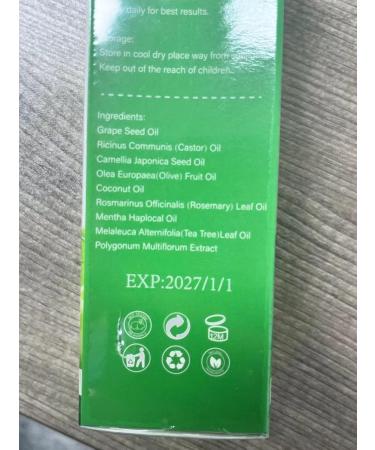 daily for best results.
Storage:
Store in cool dry place way from
Keep out of the reach of children.
Ingredients:
Grape Seed Oil
Ricinus Communis (Castor) Oil
Camellia Japonica Seed Oil
Olea Europaea(Olive) Fruit Oil
Coconut Oil
Rosmarinus Officinalis (Rosemary) Leaf Oil
Mentha Haplocal Oil
Melaleuca Alternifolia(Tea Tree)Leaf Oil
Polygonum Multiflorum Extract
EXP:2027/1/1
12M